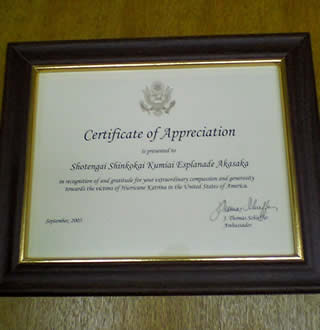 Certificate of Appreciation
is presented to
Shotengai Shinkokai Kumiai Esplanade Akasaka
in recognition of and gratitude for your extraordinary compassion and generosity
towards the victims of Hurricane Katrina in the United States of America.
September, 2005
J. Thomas Schieffer
Ambassador